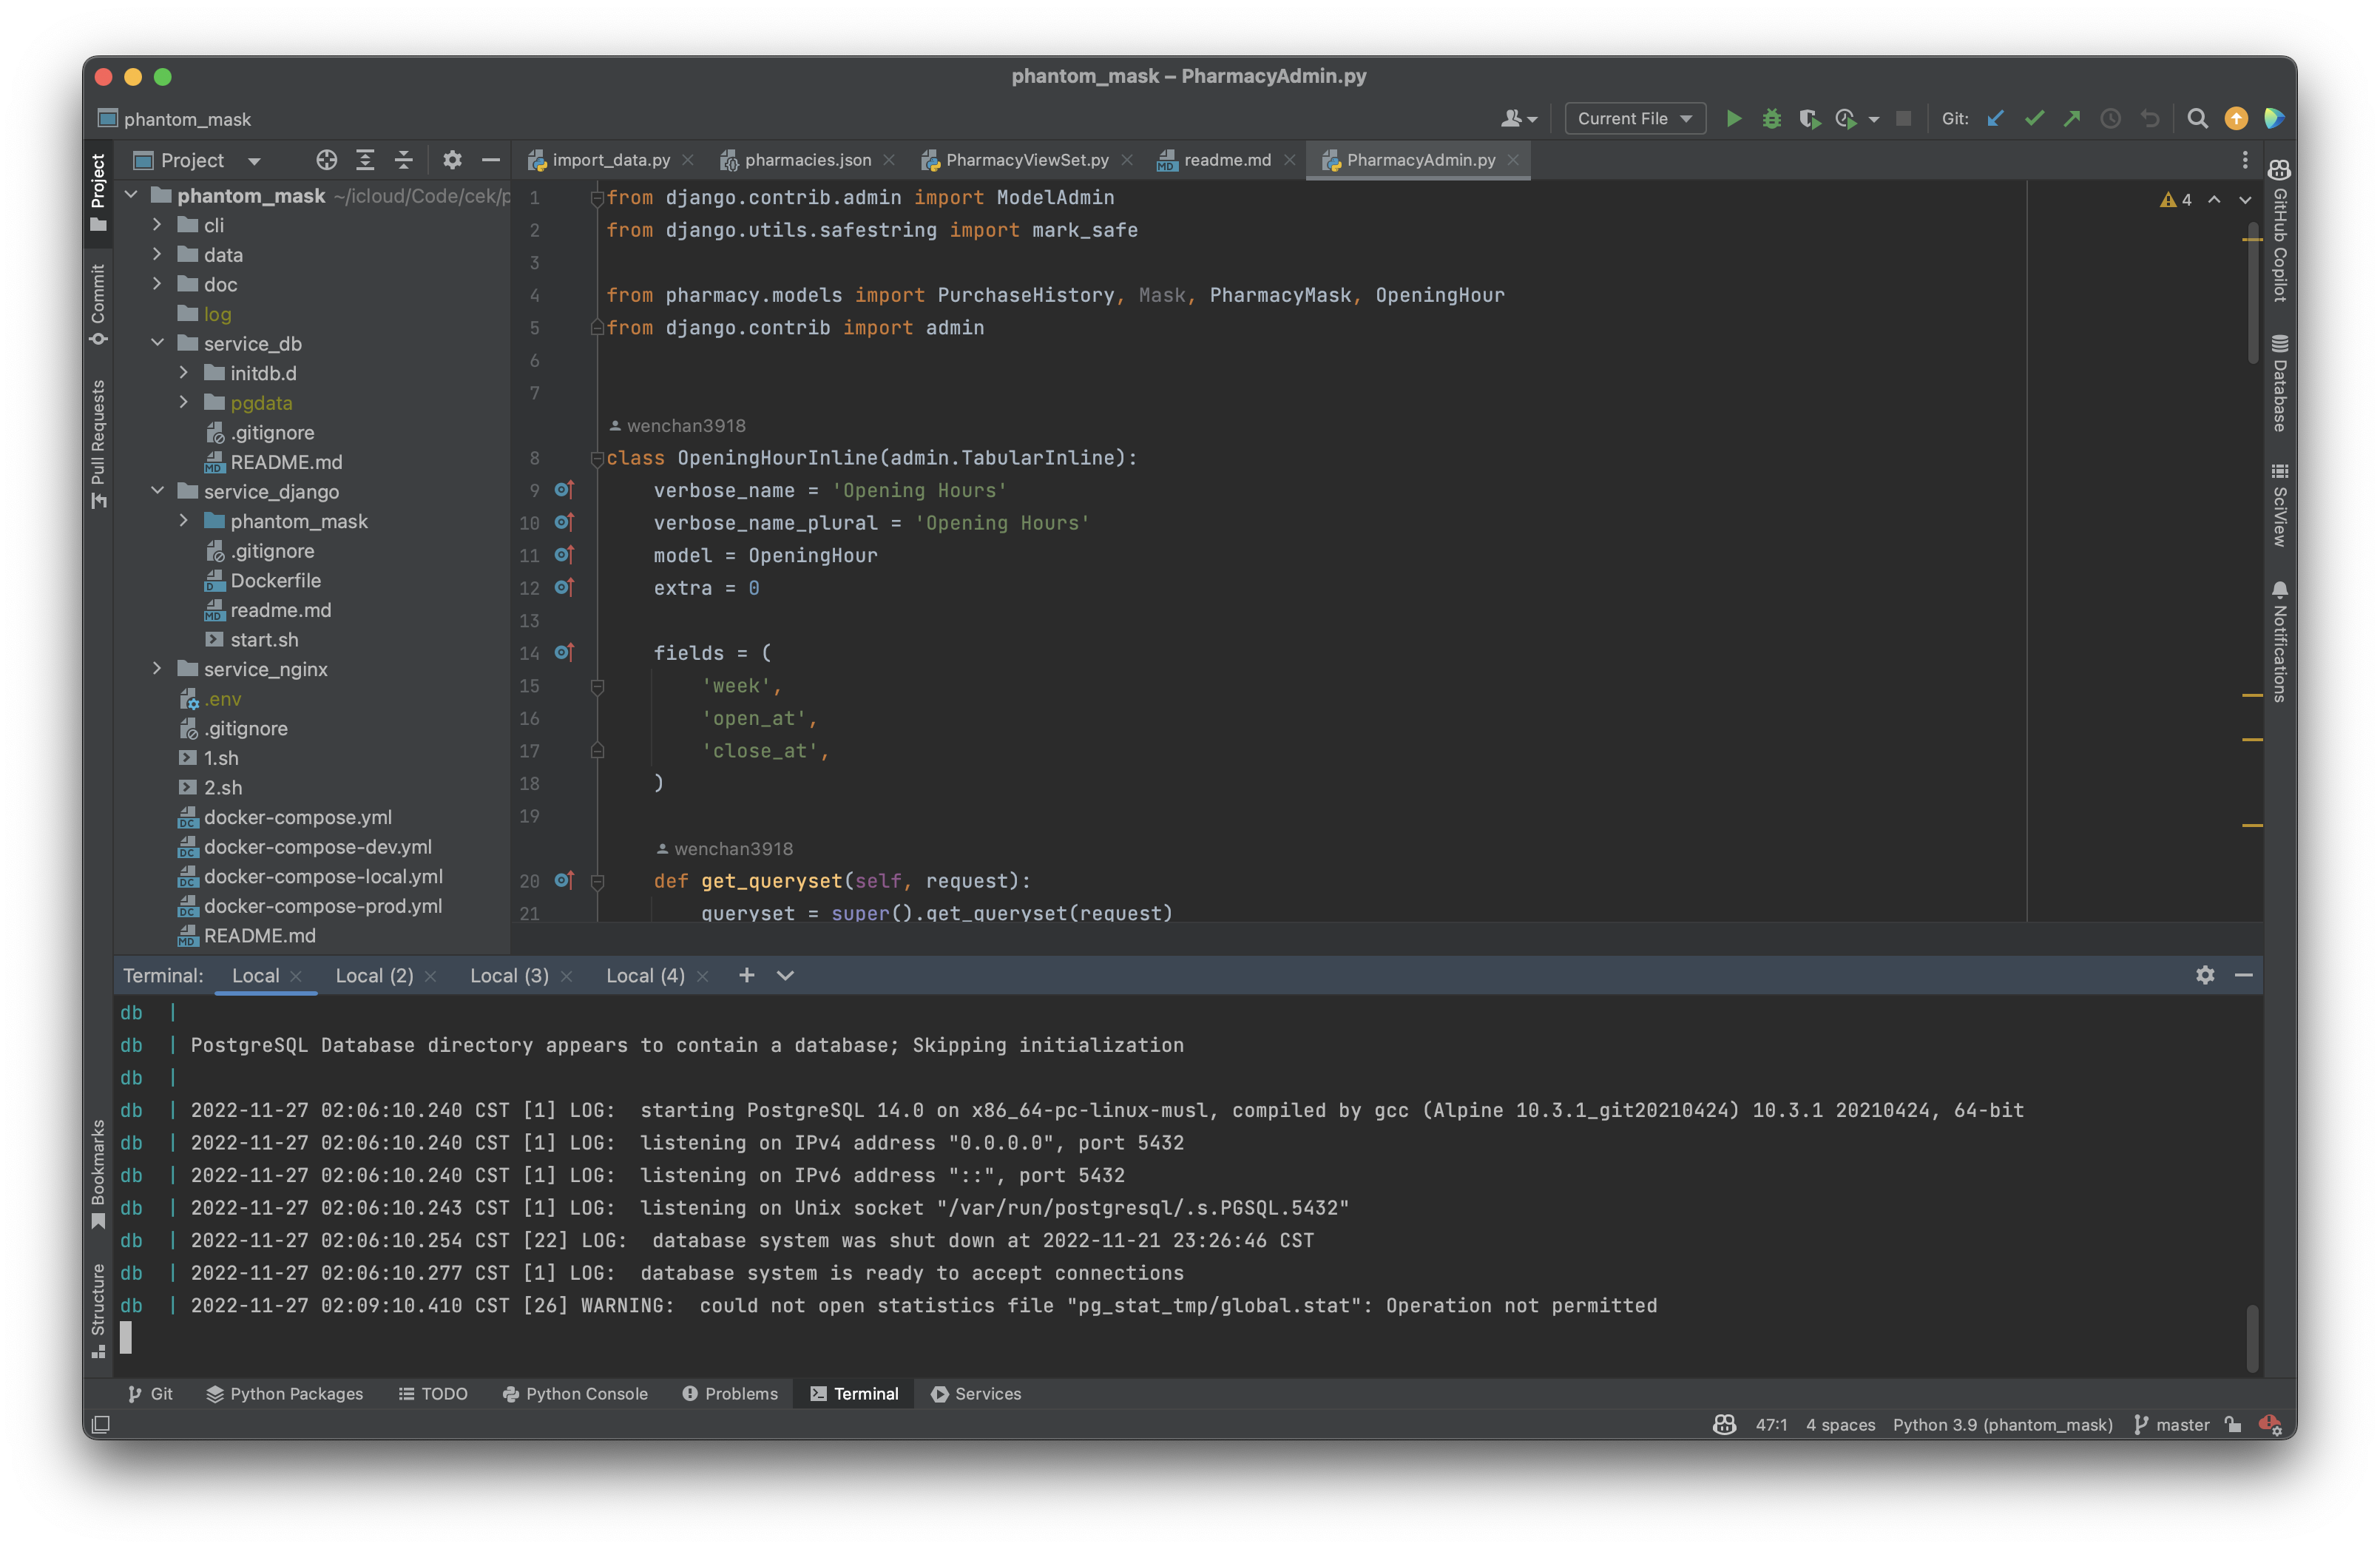 phantom_mask – PharmacyAdmin.py
phantom_mask
Current File
Git:
Project
import_data.py
pharmacies.json
PharmacyViewSet.py
readme.md
PharmacyAdmin.py
Project
Commit
Pull Requests
Bookmarks
Structure
phantom_mask ~/icloud/Code/cek/p
cli
data
doc
log
service_db
initdb.d
pgdata
.gitignore
README.md
service_django
phantom_mask
.gitignore
Dockerfile
readme.md
start.sh
service_nginx
.env
.gitignore
1.sh
2.sh
docker-compose.yml
docker-compose-dev.yml
docker-compose-local.yml
docker-compose-prod.yml
README.md
4
1 from django.contrib.admin import ModelAdmin
2 from django.utils.safestring import mark_safe
3
4 from pharmacy.models import PurchaseHistory, Mask, PharmacyMask, OpeningHour
5 from django.contrib import admin
6
7
wenchan3918
8 class OpeningHourInline(admin.TabularInline):
9 verbose_name = 'Opening Hours'
10 verbose_name_plural = 'Opening Hours'
11 model = OpeningHour
12 extra = 0
13
14 fields = (
15 'week',
16 'open_at',
17 'close_at',
18 )
19
wenchan3918
20 def get_queryset(self, request):
21 queryset = super().get_queryset(request)
GitHub Copilot
Database
SciView
Notifications
Terminal: Local Local (2) Local (3) Local (4)
db |
db | PostgreSQL Database directory appears to contain a database; Skipping initialization
db |
db | 2022-11-27 02:06:10.240 CST [1] LOG:  starting PostgreSQL 14.0 on x86_64-pc-linux-musl, compiled by gcc (Alpine 10.3.1_git20210424) 10.3.1 20210424, 64-bit
db | 2022-11-27 02:06:10.240 CST [1] LOG:  listening on IPv4 address "0.0.0.0", port 5432
db | 2022-11-27 02:06:10.240 CST [1] LOG:  listening on IPv6 address "::", port 5432
db | 2022-11-27 02:06:10.243 CST [1] LOG:  listening on Unix socket "/var/run/postgresql/.s.PGSQL.5432"
db | 2022-11-27 02:06:10.254 CST [22] LOG:  database system was shut down at 2022-11-21 23:26:46 CST
db | 2022-11-27 02:06:10.277 CST [1] LOG:  database system is ready to accept connections
db | 2022-11-27 02:09:10.410 CST [26] WARNING:  could not open statistics file "pg_stat_tmp/global.stat": Operation not permitted
Git Python Packages TODO Python Console Problems Terminal Services
47:1 4 spaces Python 3.9 (phantom_mask) master